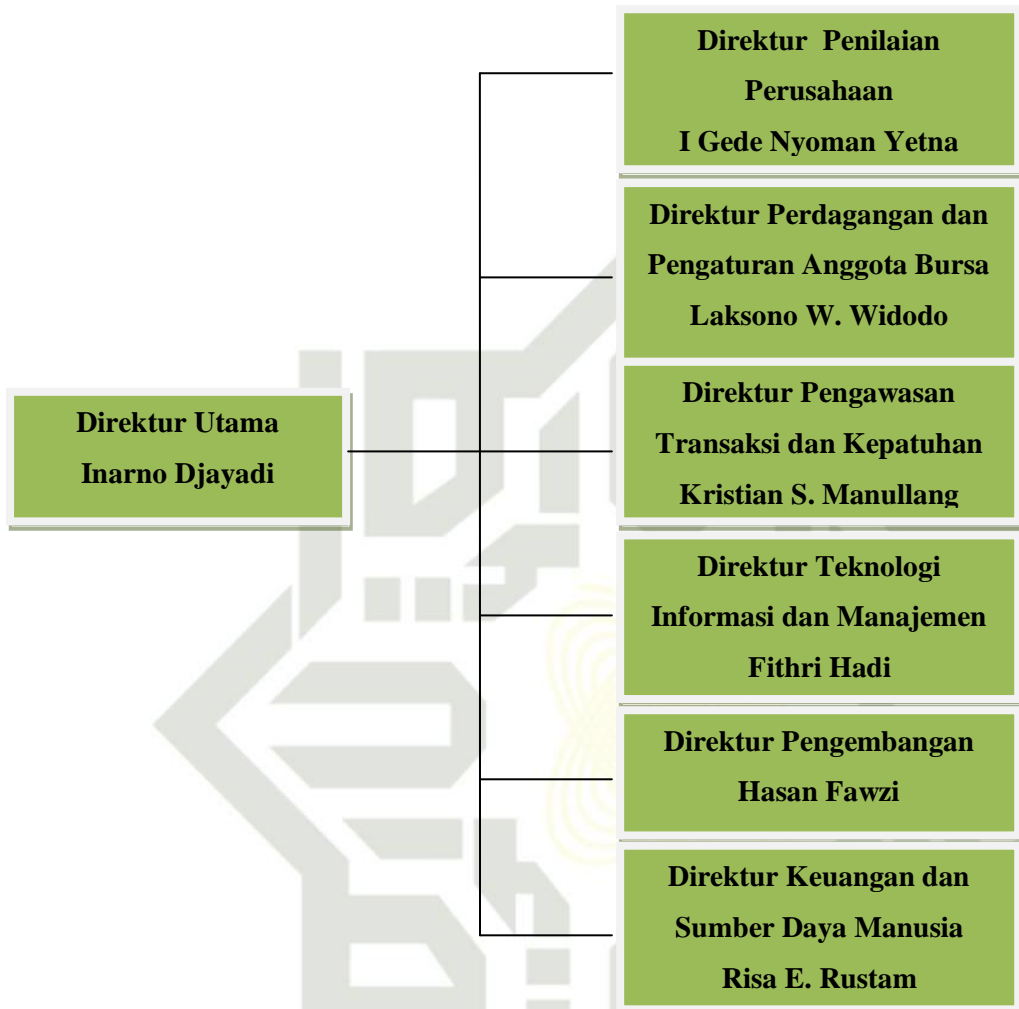 Direktur Penilaian
Perusahaan
I Gede Nyoman Yetna
Direktur Perdagangan dan
Pengaturan Anggota Bursa
Laksono W. Widodo
Direktur Utama
Inarno Djayadi
Direktur Pengawasan
Transaksi dan Kepatuhan
Kristian S. Manullang
Direktur Teknologi
Informasi dan Manajemen
Fithri Hadi
Direktur Pengembangan
Hasan Fawzi
Direktur Keuangan dan
Sumber Daya Manusia
Risa E. Rustam